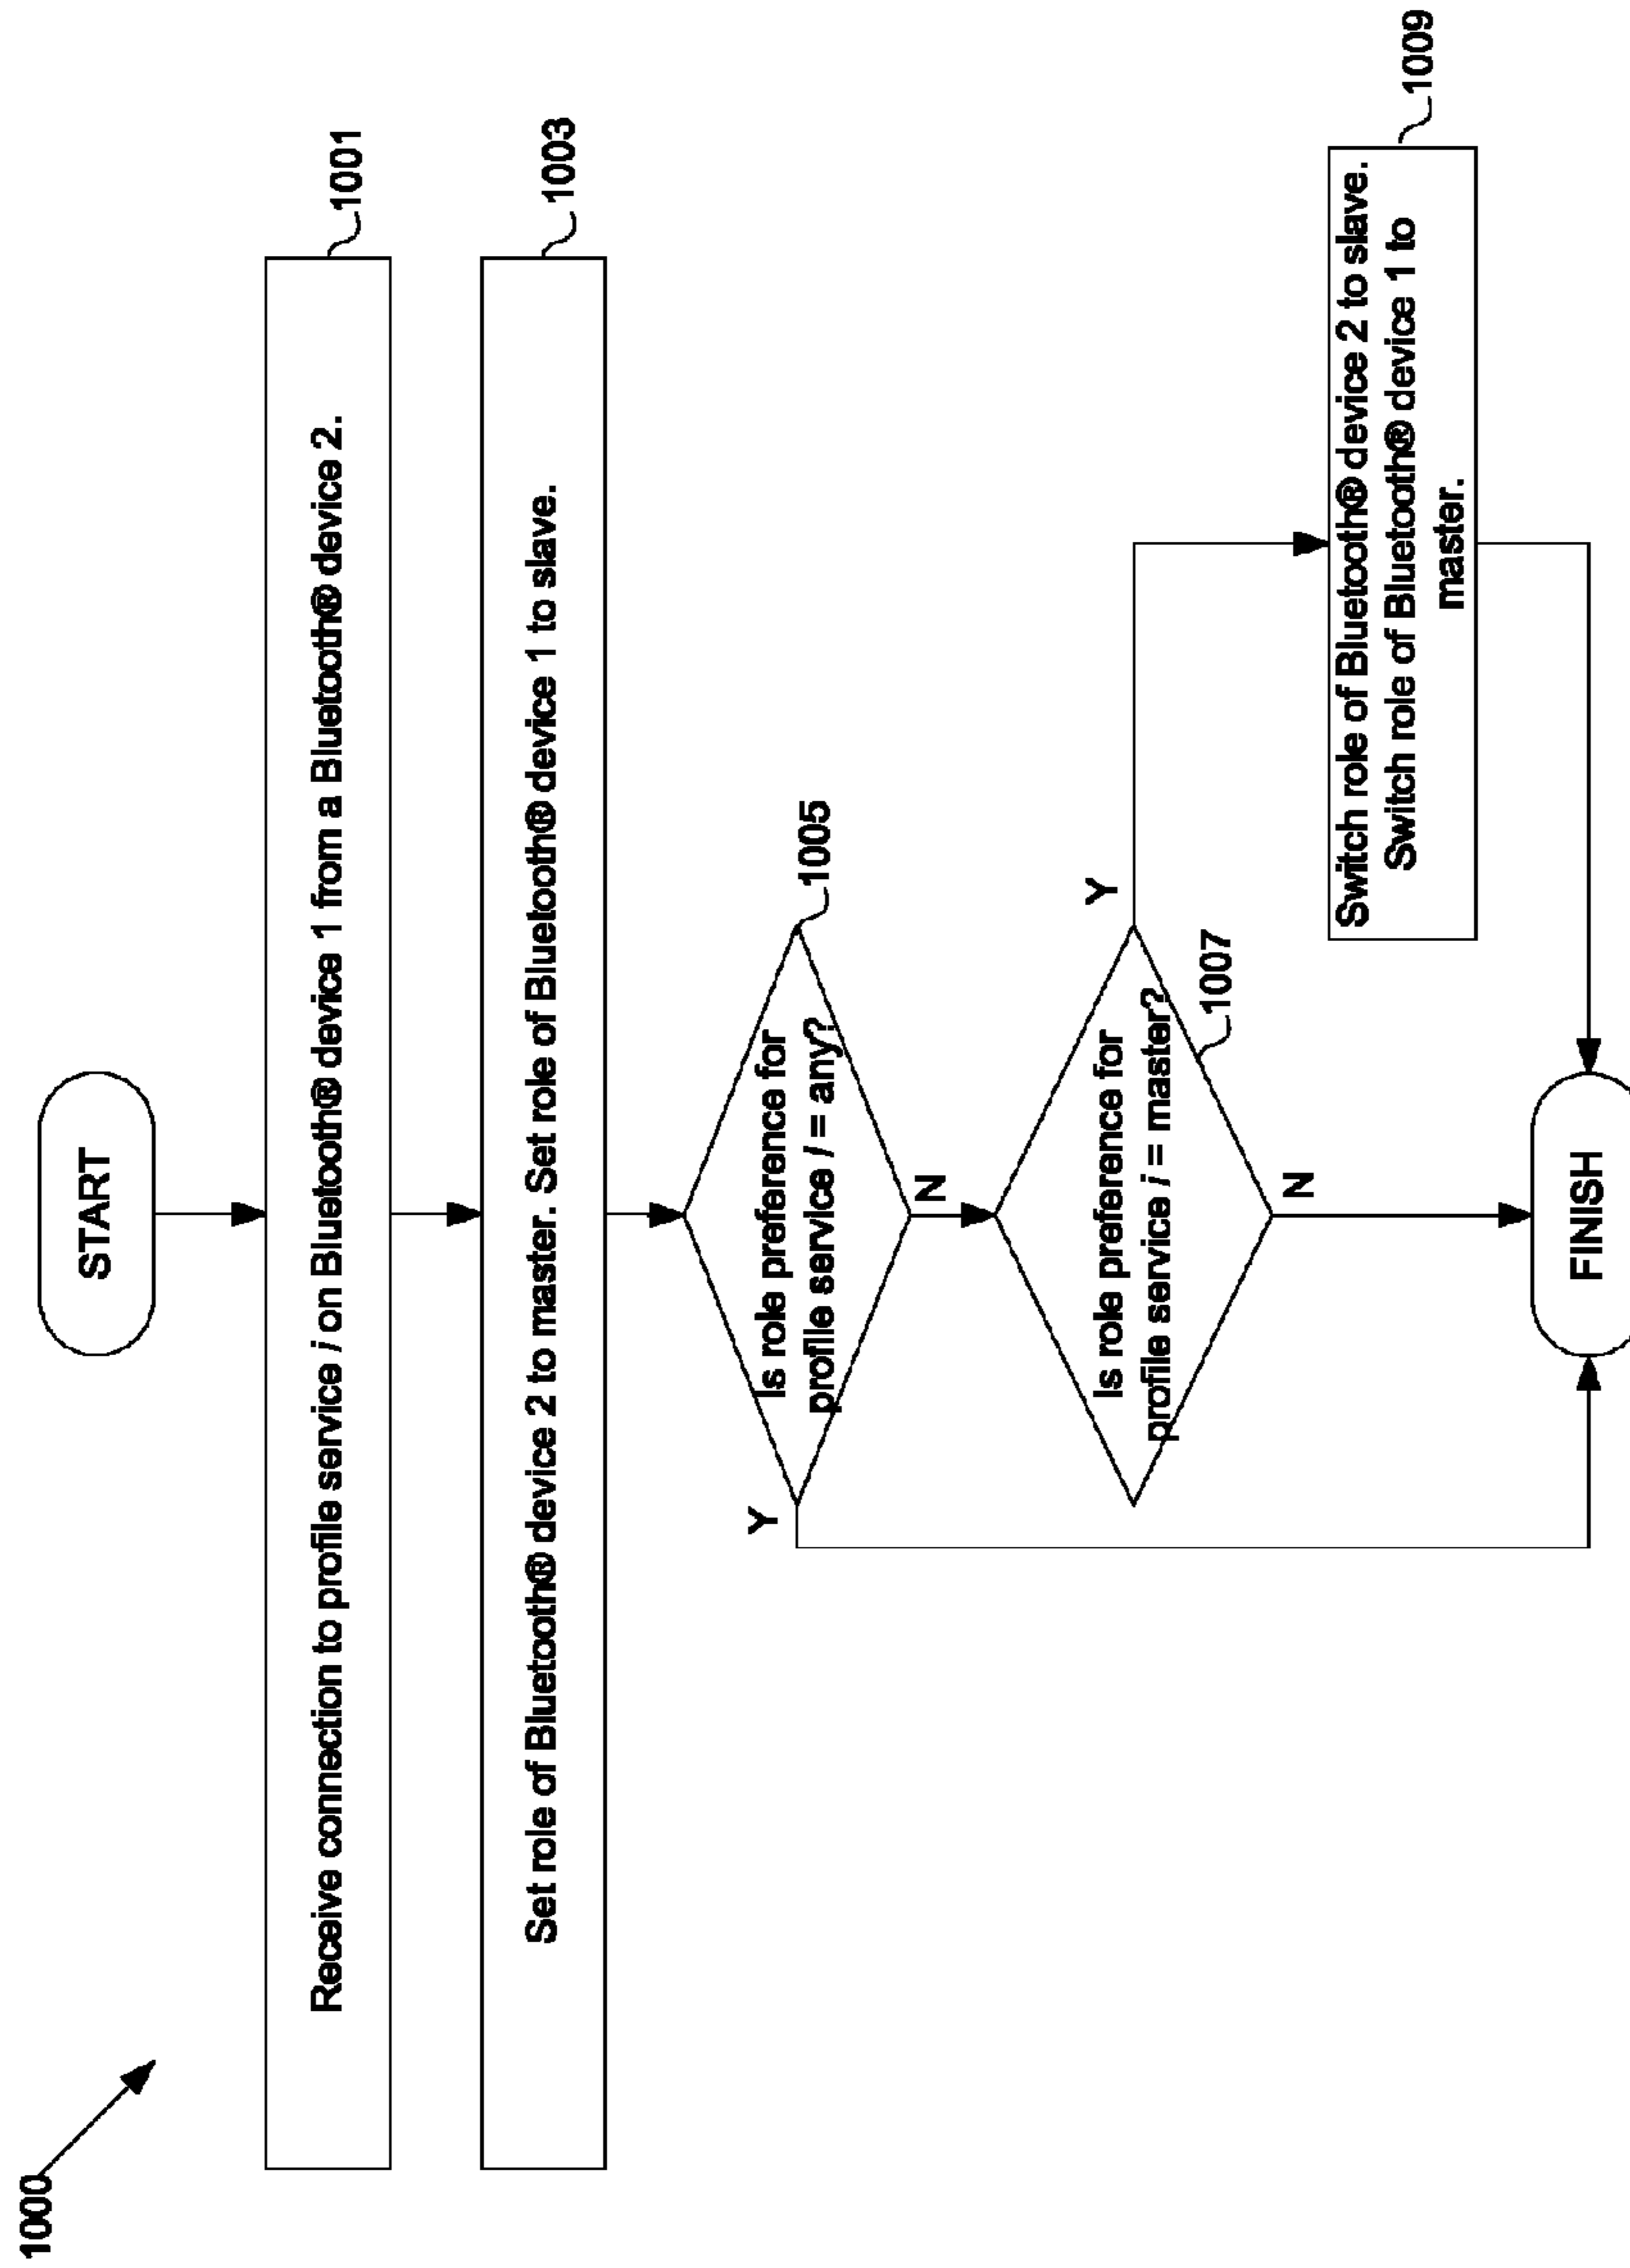 1000
START
Receive connection to profile service i on Bluetooth® device 1 from a Bluetooth® device 2.
1001
Set role of Bluetooth® device 2 to master. Set role of Bluetooth® device 1 to slave.
1003
Is role preference for
profile service i = any?
1005
Y
N
Is role preference for
profile service i = master?
1007
Y
N
Switch role of Bluetooth® device 2 to slave.
Switch role of Bluetooth® device 1 to
master.
1009
FINISH